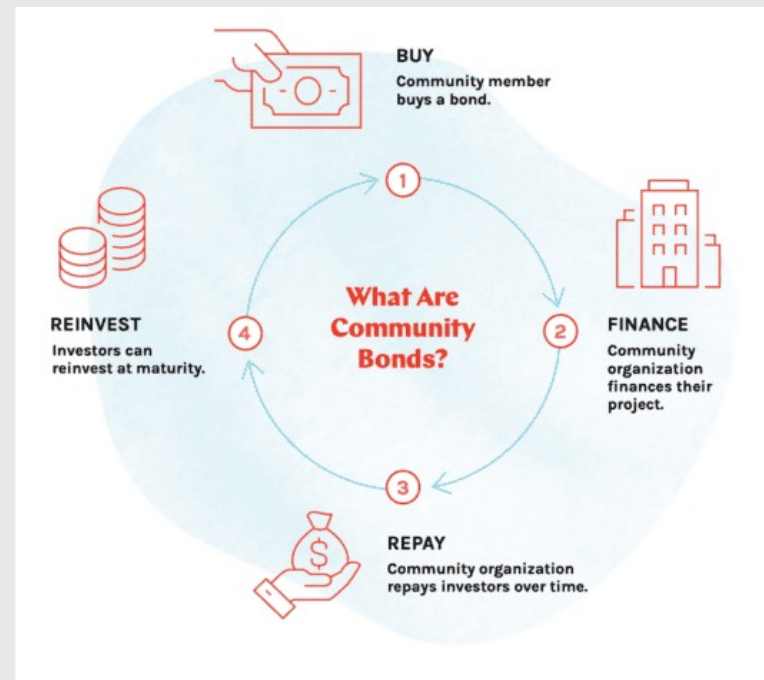 BUY
Community member
buys a bond.
1
What Are
Community
Bonds?
2
FINANCE
Community
organization
finances their
project.
3
$
REPAY
Community organization
repays investors over time.
4
REINVEST
Investors can
reinvest at maturity.